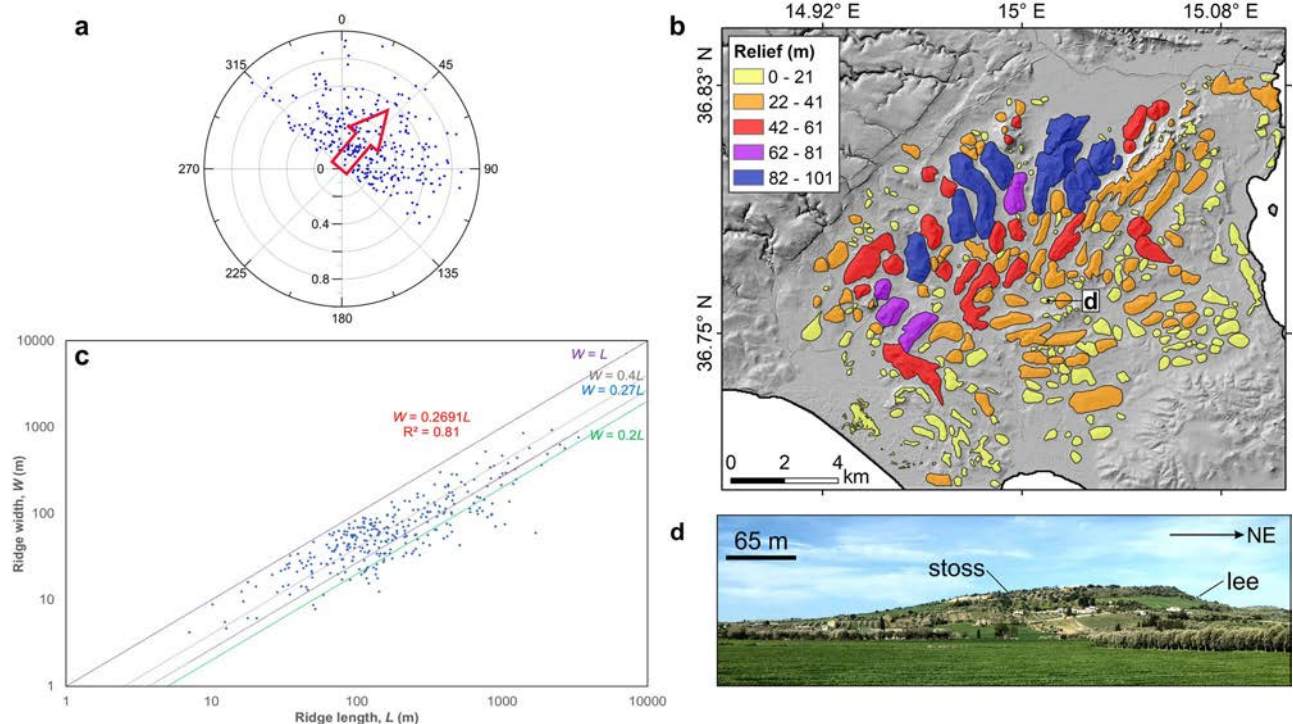 a
0
45
90
135
180
225
270
315
0
0.4
0.8
b
14.92° E
15° E
15.08° E
36.83° N
36.75° N
Relief (m)
0 - 21
22 - 41
42 - 61
62 - 81
82 - 101
d
0 2 4
km
c
10000
1000
100
10
1
1 10 100 1000 10000
Ridge width, W (m)
Ridge length, L (m)
W = L
W = 0.4L
W = 0.27L
W = 0.2691L
R² = 0.81
W = 0.2L
d
65 m
stoss
lee
NE